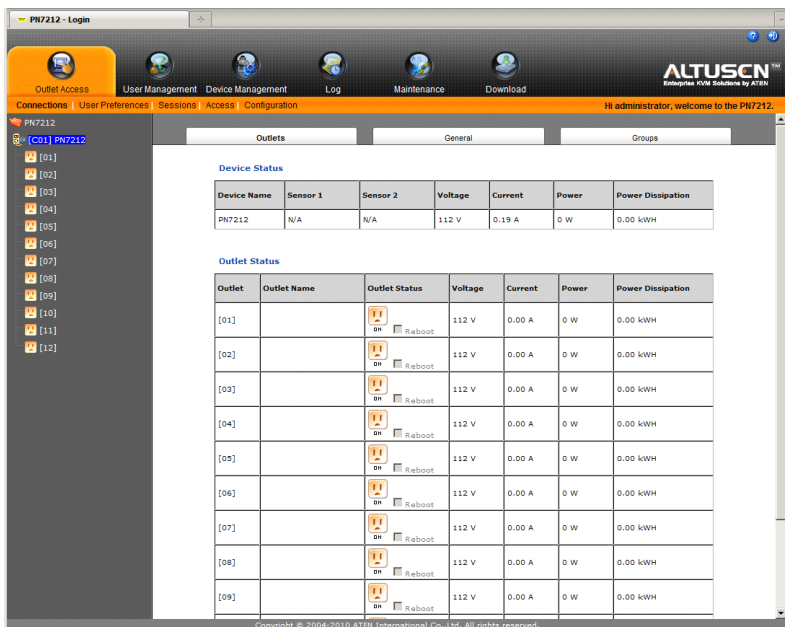 PN7212 - Login
Outlet Access User Management Device Management Log Maintenance Download
ALTUSCN™
Enterprise KVM Solutions by ATEN
Connections | User Preferences | Sessions | Access | Configuration
Hi administrator, welcome to the PN7212.
PN7212
[C01] PN7212
[01]
[02]
[03]
[04]
[05]
[06]
[07]
[08]
[09]
[10]
[11]
[12]
Outlets General Groups
Device Status
Device Name Sensor 1 Sensor 2 Voltage Current Power Power Dissipation
PN7212 N/A N/A 112 V 0.19 A 0 W 0.00 kWH
Outlet Status
Outlet Outlet Name Outlet Status Voltage Current Power Power Dissipation
[01] ON Reboot 112 V 0.00 A 0 W 0.00 kWH
[02] ON Reboot 112 V 0.00 A 0 W 0.00 kWH
[03] ON Reboot 112 V 0.00 A 0 W 0.00 kWH
[04] ON Reboot 112 V 0.00 A 0 W 0.00 kWH
[05] ON Reboot 112 V 0.00 A 0 W 0.00 kWH
[06] ON Reboot 112 V 0.00 A 0 W 0.00 kWH
[07] ON Reboot 112 V 0.00 A 0 W 0.00 kWH
[08] ON Reboot 112 V 0.00 A 0 W 0.00 kWH
[09] ON Reboot 112 V 0.00 A 0 W 0.00 kWH
Copyright © 2004-2010 ATEN International Co., Ltd. All rights reserved.